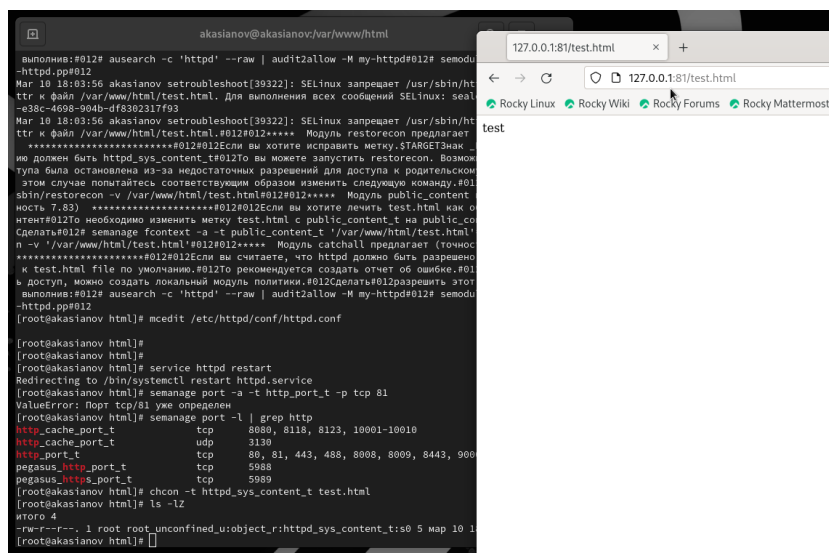 akasianov@akasianov:/var/www/html
выполнив:#012# ausearch -c 'httpd' --raw | audit2allow -M my-httpd#012# semodu
-httpd.pp#012
Mar 10 18:03:56 akasianov setroubleshoot[39322]: SELinux запрещает /usr/sbin/ht
ttr к файл /var/www/html/test.html. Для выполнения всех сообщений SELinux: seal
-e38c-4698-904b-df8302317f93
Mar 10 18:03:56 akasianov setroubleshoot[39322]: SELinux запрещает /usr/sbin/ht
ttr к файл /var/www/html/test.html.#012#012***** Модуль restorecon предлагает
************************#012#012Если вы хотите исправить метку.$TARGETЗнак _
ию должен быть httpd_sys_content_t#012То вы можете запустить restorecon. Возмож
тупа была остановлена из-за недостаточных разрешений для доступа к родительском
этом случае попытайтесь соответствующим образом изменить следующую команду.#01
sbin/restorecon -v /var/www/html/test.html#012#012***** Модуль public_content
ность 7.83) *********************#012#012Если вы хотите лечить test.html как о
нтент#012То необходимо изменить метку test.html с public_content_t на public_co
Сделать#012# semanage fcontext -a -t public_content_t '/var/www/html/test.html'
n -v '/var/www/html/test.html'#012#012***** Модуль catchall предлагает (точнос
**********************#012#012Если вы считаете, что httpd должно быть разрешено
к test.html file по умолчанию.#012То рекомендуется создать отчет об ошибке.#01
ь доступ, можно создать локальный модуль политики.#012Сделать#012разрешить этот
выполнив:#012# ausearch -c 'httpd' --raw | audit2allow -M my-httpd#012# semodu
-httpd.pp#012
[root@akasianov html]# mcedit /etc/httpd/conf/httpd.conf
[root@akasianov html]#
[root@akasianov html]#
[root@akasianov html]# service httpd restart
Redirecting to /bin/systemctl restart httpd.service
[root@akasianov html]# semanage port -a -t http_port_t -p tcp 81
ValueError: Порт tcp/81 уже определен
[root@akasianov html]# semanage port -l | grep http
http_cache_port_t tcp 8080, 8118, 8123, 10001-10010
http_cache_port_t udp 3130
http_port_t tcp 80, 81, 443, 488, 8008, 8009, 8443, 900
pegasus_http_port_t tcp 5988
pegasus_https_port_t tcp 5989
[root@akasianov html]# chcon -t httpd_sys_content_t test.html
[root@akasianov html]# ls -lZ
итого 4
-rw-r--r--. 1 root root unconfined_u:object_r:httpd_sys_content_t:s0 5 мар 10 18
[root@akasianov html]#
127.0.0.1:81/test.html × +
127.0.0.1:81/test.html
Rocky Linux Rocky Wiki Rocky Forums Rocky Mattermost
test